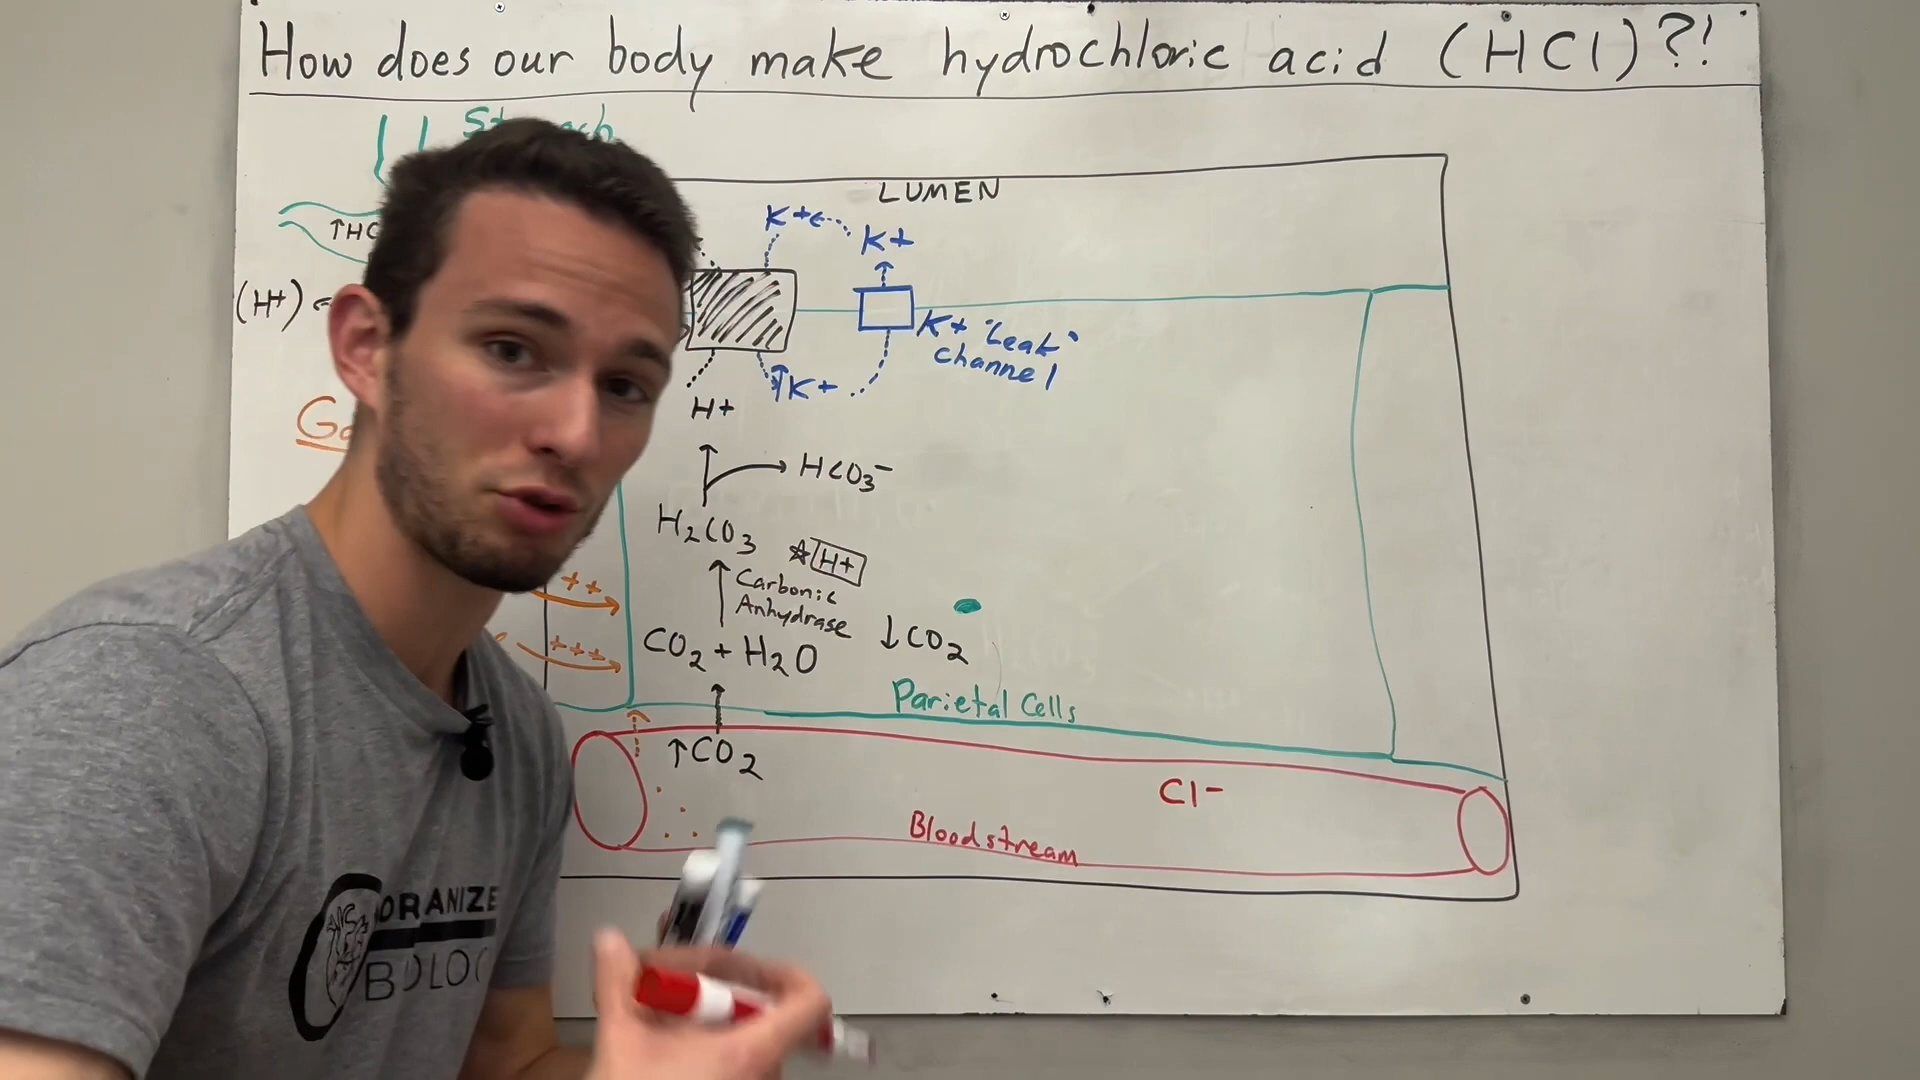 How does our body make hydrochloric acid (HCl)?!
LUMEN
K+
K+
↑HC
(H+)
K+ "Leak"
channel
↑K+
H+
HCO3-
H2CO3
☆ H+
Carbonic
Anhydrase
++
+++
CO2 + H2O
↓CO2
Parietal Cells
↑CO2
Cl-
Bloodstream